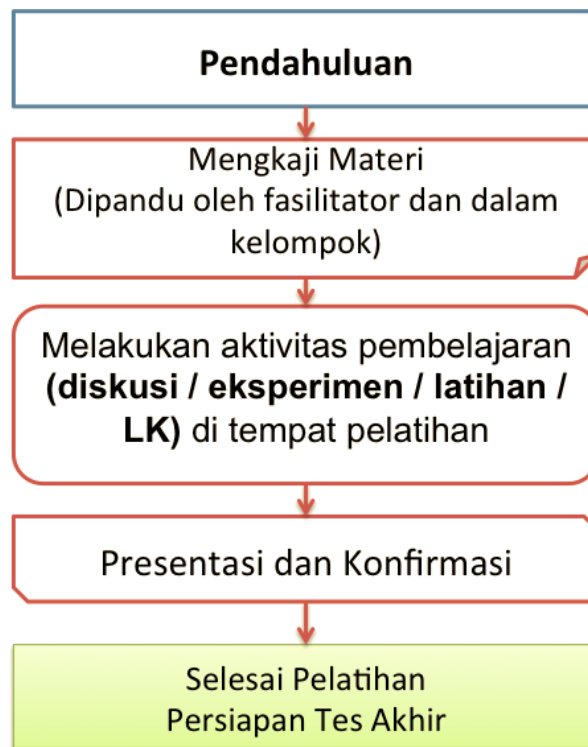 Pendahuluan
Mengkaji Materi
(Dipandu oleh fasilitator dan dalam
kelompok)
Melakukan aktivitas pembelajaran
(diskusi / eksperimen / latihan /
LK) di tempat pelatihan
Presentasi dan Konfirmasi
Selesai Pelatihan
Persiapan Tes Akhir